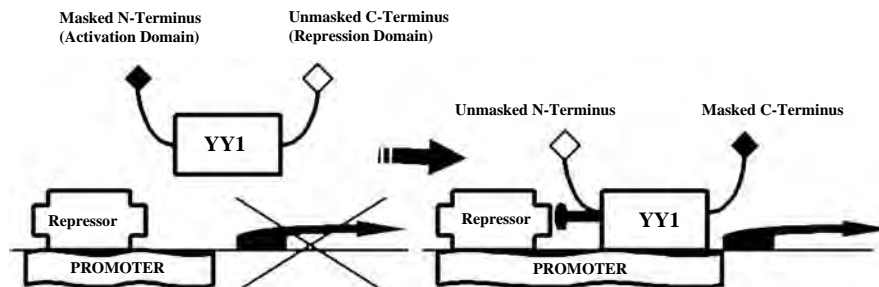 Masked N-Terminus
(Activation Domain)
Unmasked C-Terminus
(Repression Domain)
YY1
Repressor
PROMOTER
Unmasked N-Terminus
Masked C-Terminus
Repressor
YY1
PROMOTER